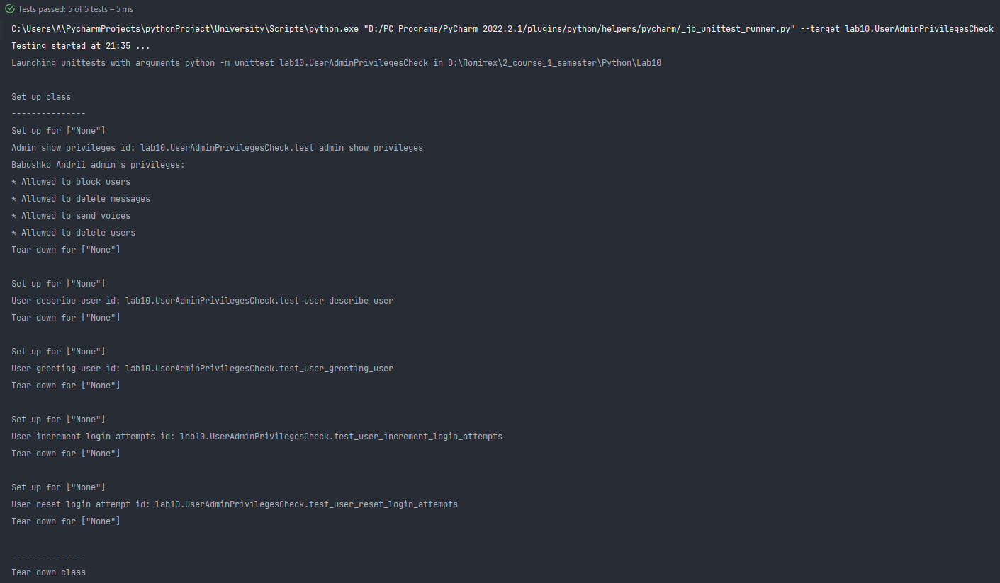 Tests passed: 5 of 5 tests – 5 ms
C:\Users\A\PycharmProjects\pythonProject\University\Scripts\python.exe "D:/PC Programs/PyCharm 2022.2.1/plugins/python/helpers/pycharm/_jb_unittest_runner.py" --target lab10.UserAdminPrivilegesCheck
Testing started at 21:35 ...
Launching unittests with arguments python -m unittest lab10.UserAdminPrivilegesCheck in D:\Політех\2_course_1_semester\Python\Lab10
Set up class
---------------
Set up for ["None"]
Admin show privileges id: lab10.UserAdminPrivilegesCheck.test_admin_show_privileges
Babushko Andrii admin's privileges:
* Allowed to block users
* Allowed to delete messages
* Allowed to send voices
* Allowed to delete users
Tear down for ["None"]
Set up for ["None"]
User describe user id: lab10.UserAdminPrivilegesCheck.test_user_describe_user
Tear down for ["None"]
Set up for ["None"]
User greeting user id: lab10.UserAdminPrivilegesCheck.test_user_greeting_user
Tear down for ["None"]
Set up for ["None"]
User increment login attempts id: lab10.UserAdminPrivilegesCheck.test_user_increment_login_attempts
Tear down for ["None"]
Set up for ["None"]
User reset login attempt id: lab10.UserAdminPrivilegesCheck.test_user_reset_login_attempts
Tear down for ["None"]
---------------
Tear down class